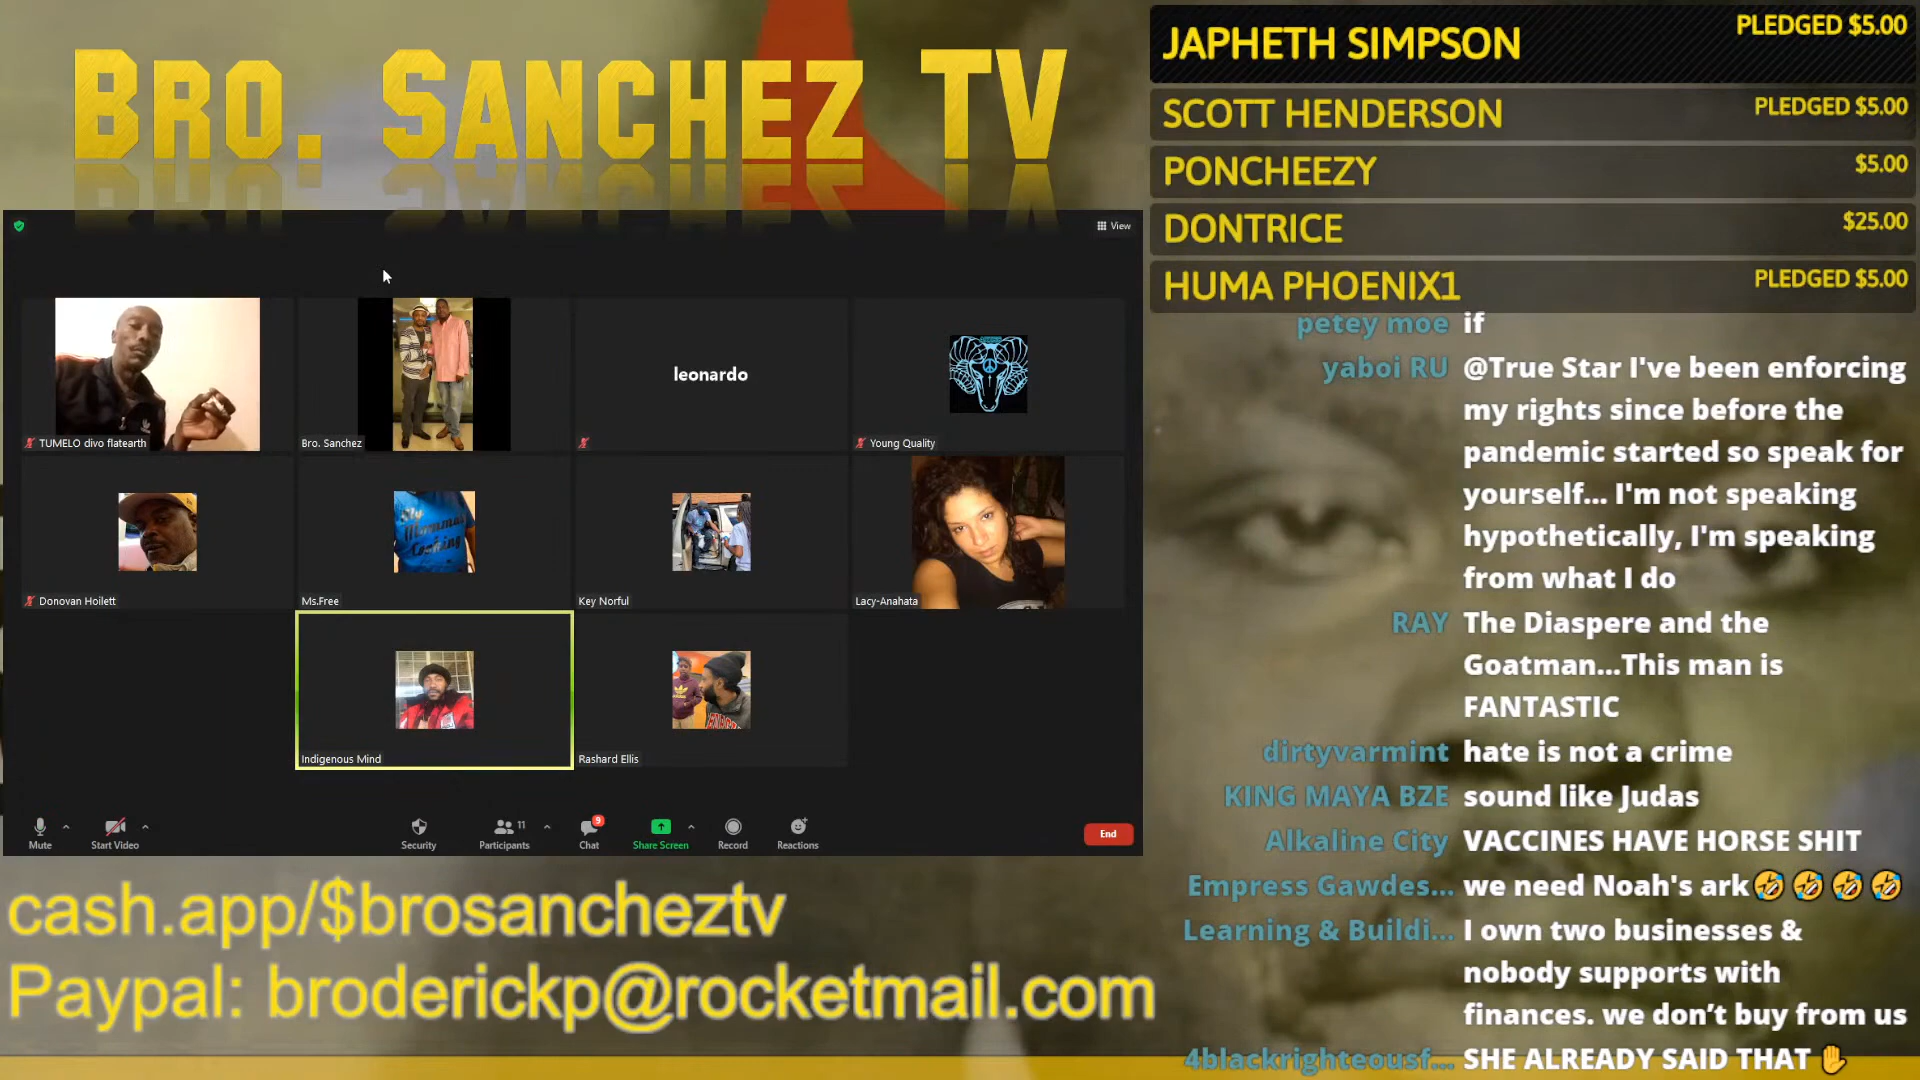 BRO. SANCHEZ TV
View
leonardo
TUMELO divo flatearth
Bro. Sanchez
Young Quality
My Mommas
Cooking
Donovan Hoilett
Ms.Free
Key Norful
Lacy-Anahata
Indigenous Mind
Rashard Ellis
Mute
Start Video
Security
11
Participants
9
Chat
Share Screen
Record
Reactions
End
cash.app/$brosancheztv
Paypal: broderickp@rocketmail.com
JAPHETH SIMPSON PLEDGED $5.00
SCOTT HENDERSON PLEDGED $5.00
PONCHEEZY $5.00
DONTRICE $25.00
HUMA PHOENIX1 PLEDGED $5.00
petey moe if
yaboi RU @True Star I've been enforcing
my rights since before the
pandemic started so speak for
yourself... I'm not speaking
hypothetically, I'm speaking
from what I do
RAY The Diaspere and the
Goatman...This man is
FANTASTIC
dirtyvarmint hate is not a crime
KING MAYA BZE sound like Judas
Alkaline City VACCINES HAVE HORSE SHIT
Empress Gawdes... we need Noah's ark🤣🤣🤣🤣
Learning & Buildi... I own two businesses &
nobody supports with
finances. we don’t buy from us
4blackrighteousf... SHE ALREADY SAID THAT✋